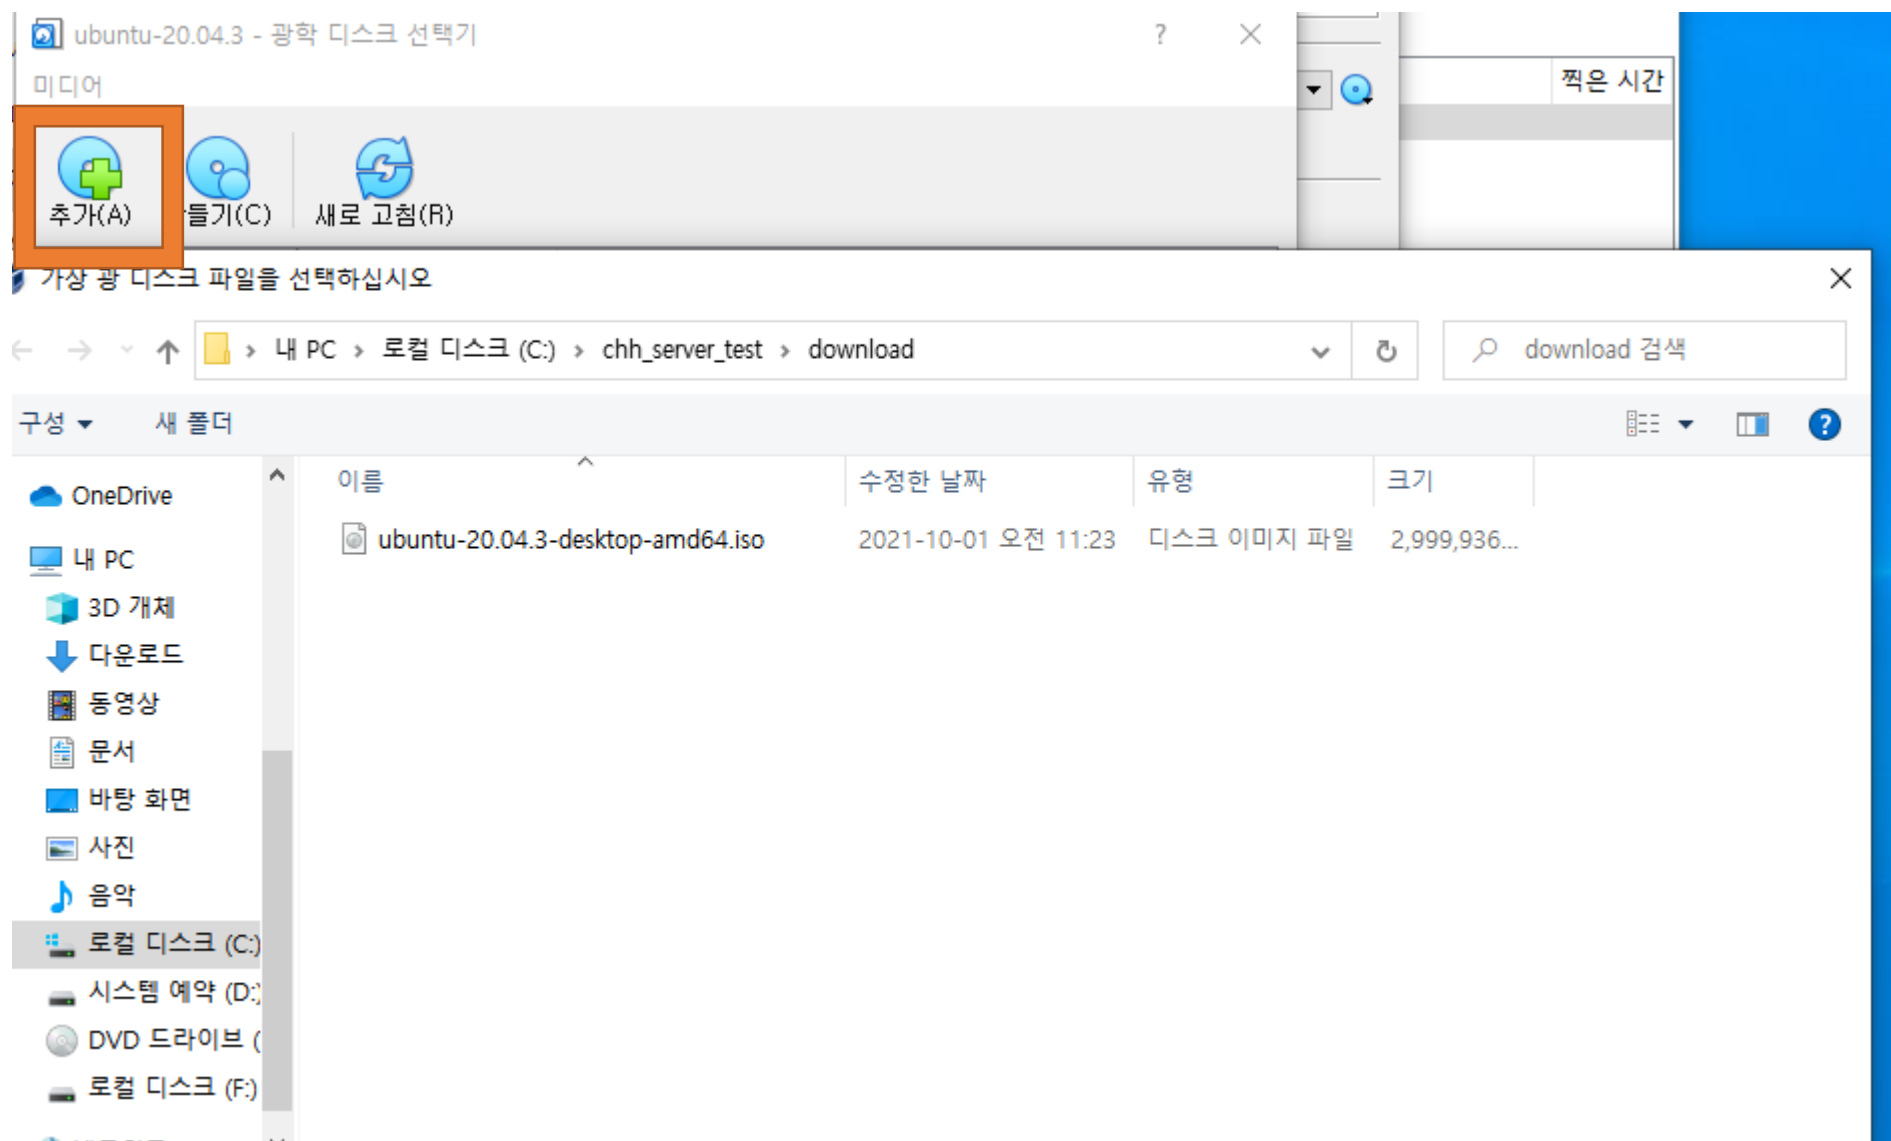 ubuntu-20.04.3 - 광학 디스크 선택기 ?
미디어
찍은 시간
추가(A) 들기(C) 새로 고침(R)
가상 광 디스크 파일을 선택하십시오
내 PC > 로컬 디스크 (C:) > chh_server_test > download
download 검색
구성 새 폴더 ?
이름 수정한 날짜 유형 크기
ubuntu-20.04.3-desktop-amd64.iso 2021-10-01 오전 11:23 디스크 이미지 파일 2,999,936...
OneDrive
내 PC
3D 개체
다운로드
동영상
문서
바탕 화면
사진
음악
로컬 디스크 (C:)
시스템 예약 (D:)
DVD 드라이브 (
로컬 디스크 (F:)